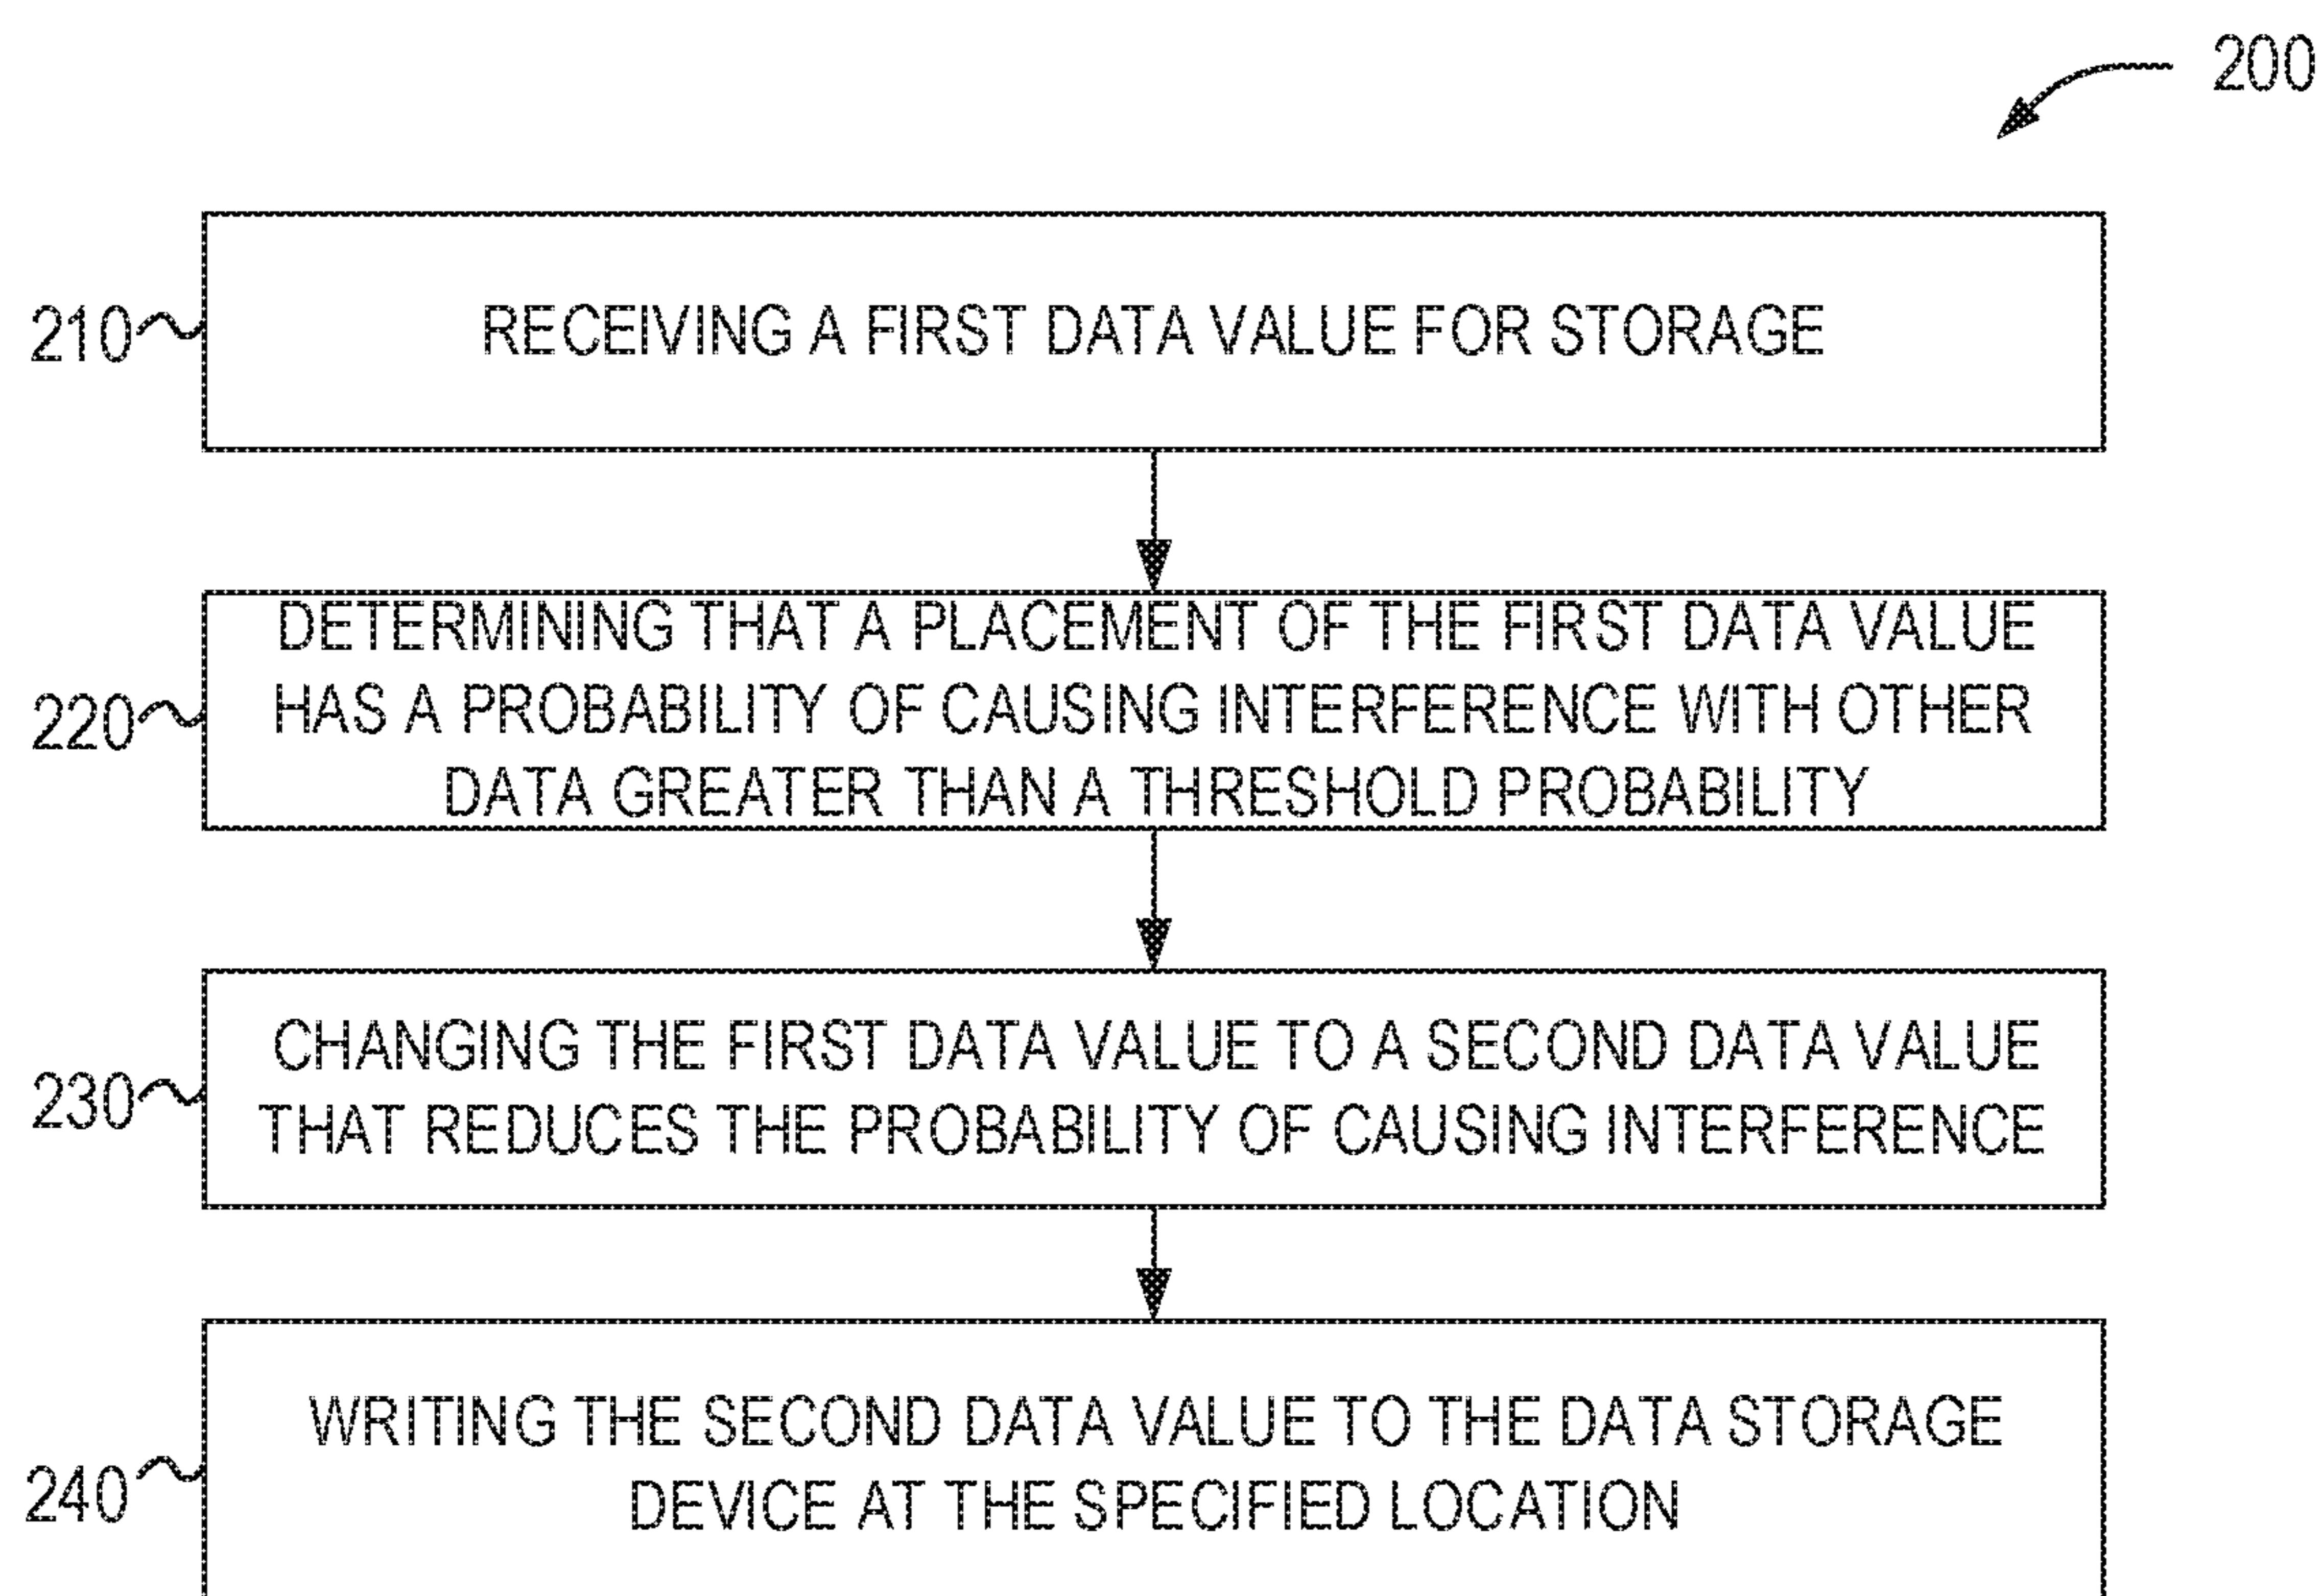 200
210
RECEIVING A FIRST DATA VALUE FOR STORAGE
220
DETERMINING THAT A PLACEMENT OF THE FIRST DATA VALUE
HAS A PROBABILITY OF CAUSING INTERFERENCE WITH OTHER
DATA GREATER THAN A THRESHOLD PROBABILITY
230
CHANGING THE FIRST DATA VALUE TO A SECOND DATA VALUE
THAT REDUCES THE PROBABILITY OF CAUSING INTERFERENCE
240
WRITING THE SECOND DATA VALUE TO THE DATA STORAGE
DEVICE AT THE SPECIFIED LOCATION